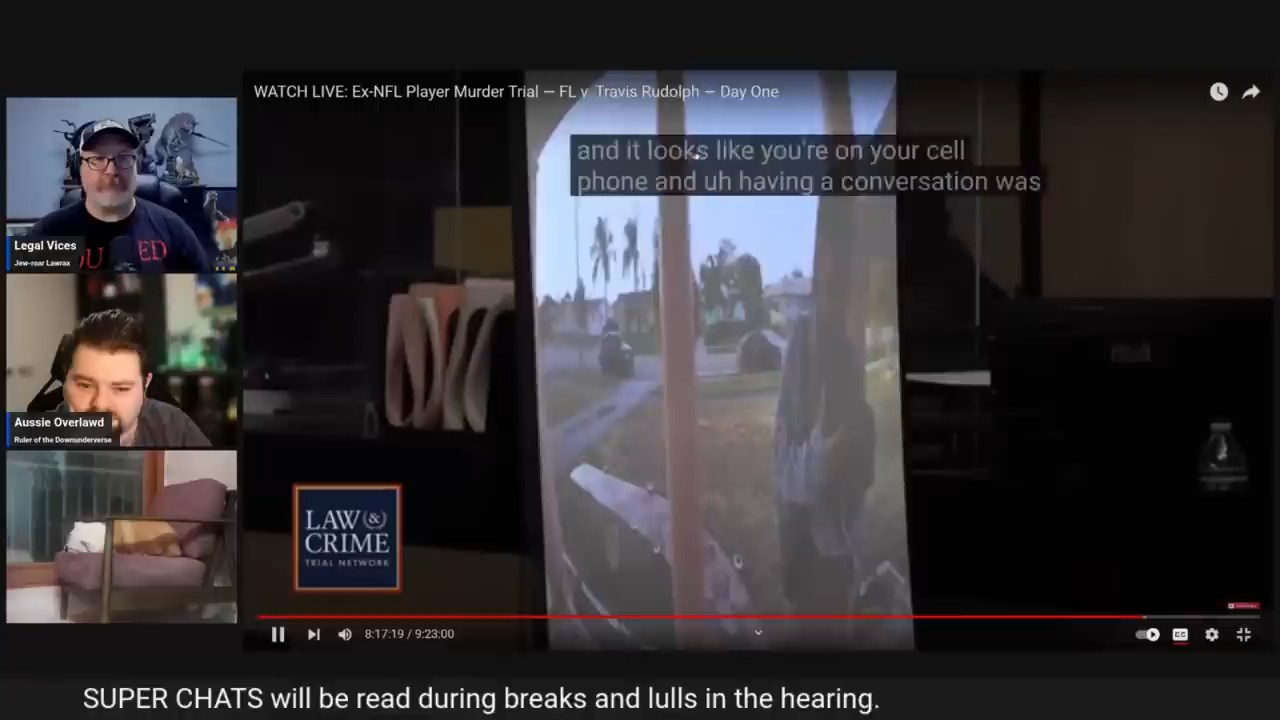 WATCH LIVE: Ex-NFL Player Murder Trial – FL v Travis Rudolph – Day One
and it looks like you're on your cell
phone and uh having a conversation was
Legal Vices
Jew-roar Lawrax
Aussie Overlawd
Ruler of the Downunderverse
LAW &
CRIME
TRIAL NETWORK
8:17:19 / 9:23:00
CC
SUPER CHATS will be read during breaks and lulls in the hearing.